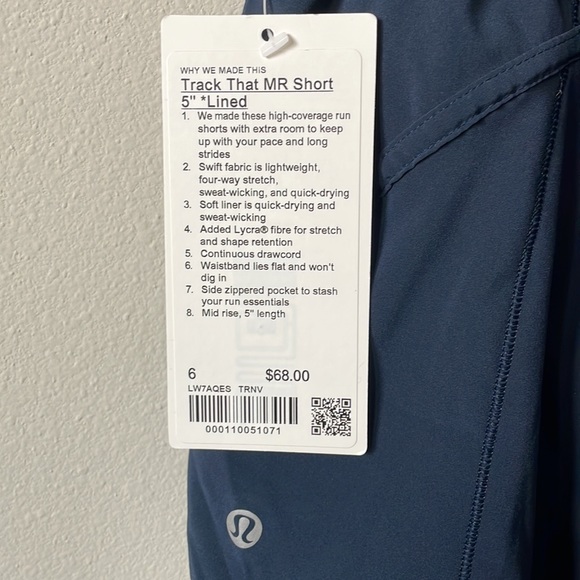 WHY WE MADE THIS
Track That MR Short
5" *Lined
1. We made these high-coverage run
shorts with extra room to keep
up with your pace and long
strides
2. Swift fabric is lightweight,
four-way stretch,
sweat-wicking, and quick-drying
3. Soft liner is quick-drying and
sweat-wicking
4. Added Lycra® fibre for stretch
and shape retention
5. Continuous drawcord
6. Waistband lies flat and won't
dig in
7. Side zippered pocket to stash
your run essentials
8. Mid rise, 5" length
6 $68.00
LW7AQES TRNV
000110051071